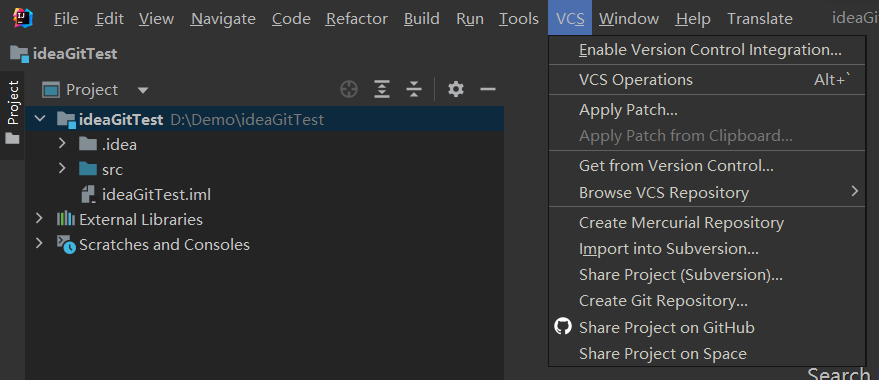 File Edit View Navigate Code Refactor Build Run Tools VCS Window Help Translate ideaGi
ideaGitTest
Project
Project
ideaGitTest D:\Demo\ideaGitTest
.idea
src
ideaGitTest.iml
External Libraries
Scratches and Consoles
Enable Version Control Integration...
VCS Operations Alt+`
Apply Patch...
Apply Patch from Clipboard...
Get from Version Control...
Browse VCS Repository
Create Mercurial Repository
Import into Subversion...
Share Project (Subversion)...
Create Git Repository...
Share Project on GitHub
Share Project on Space
Search